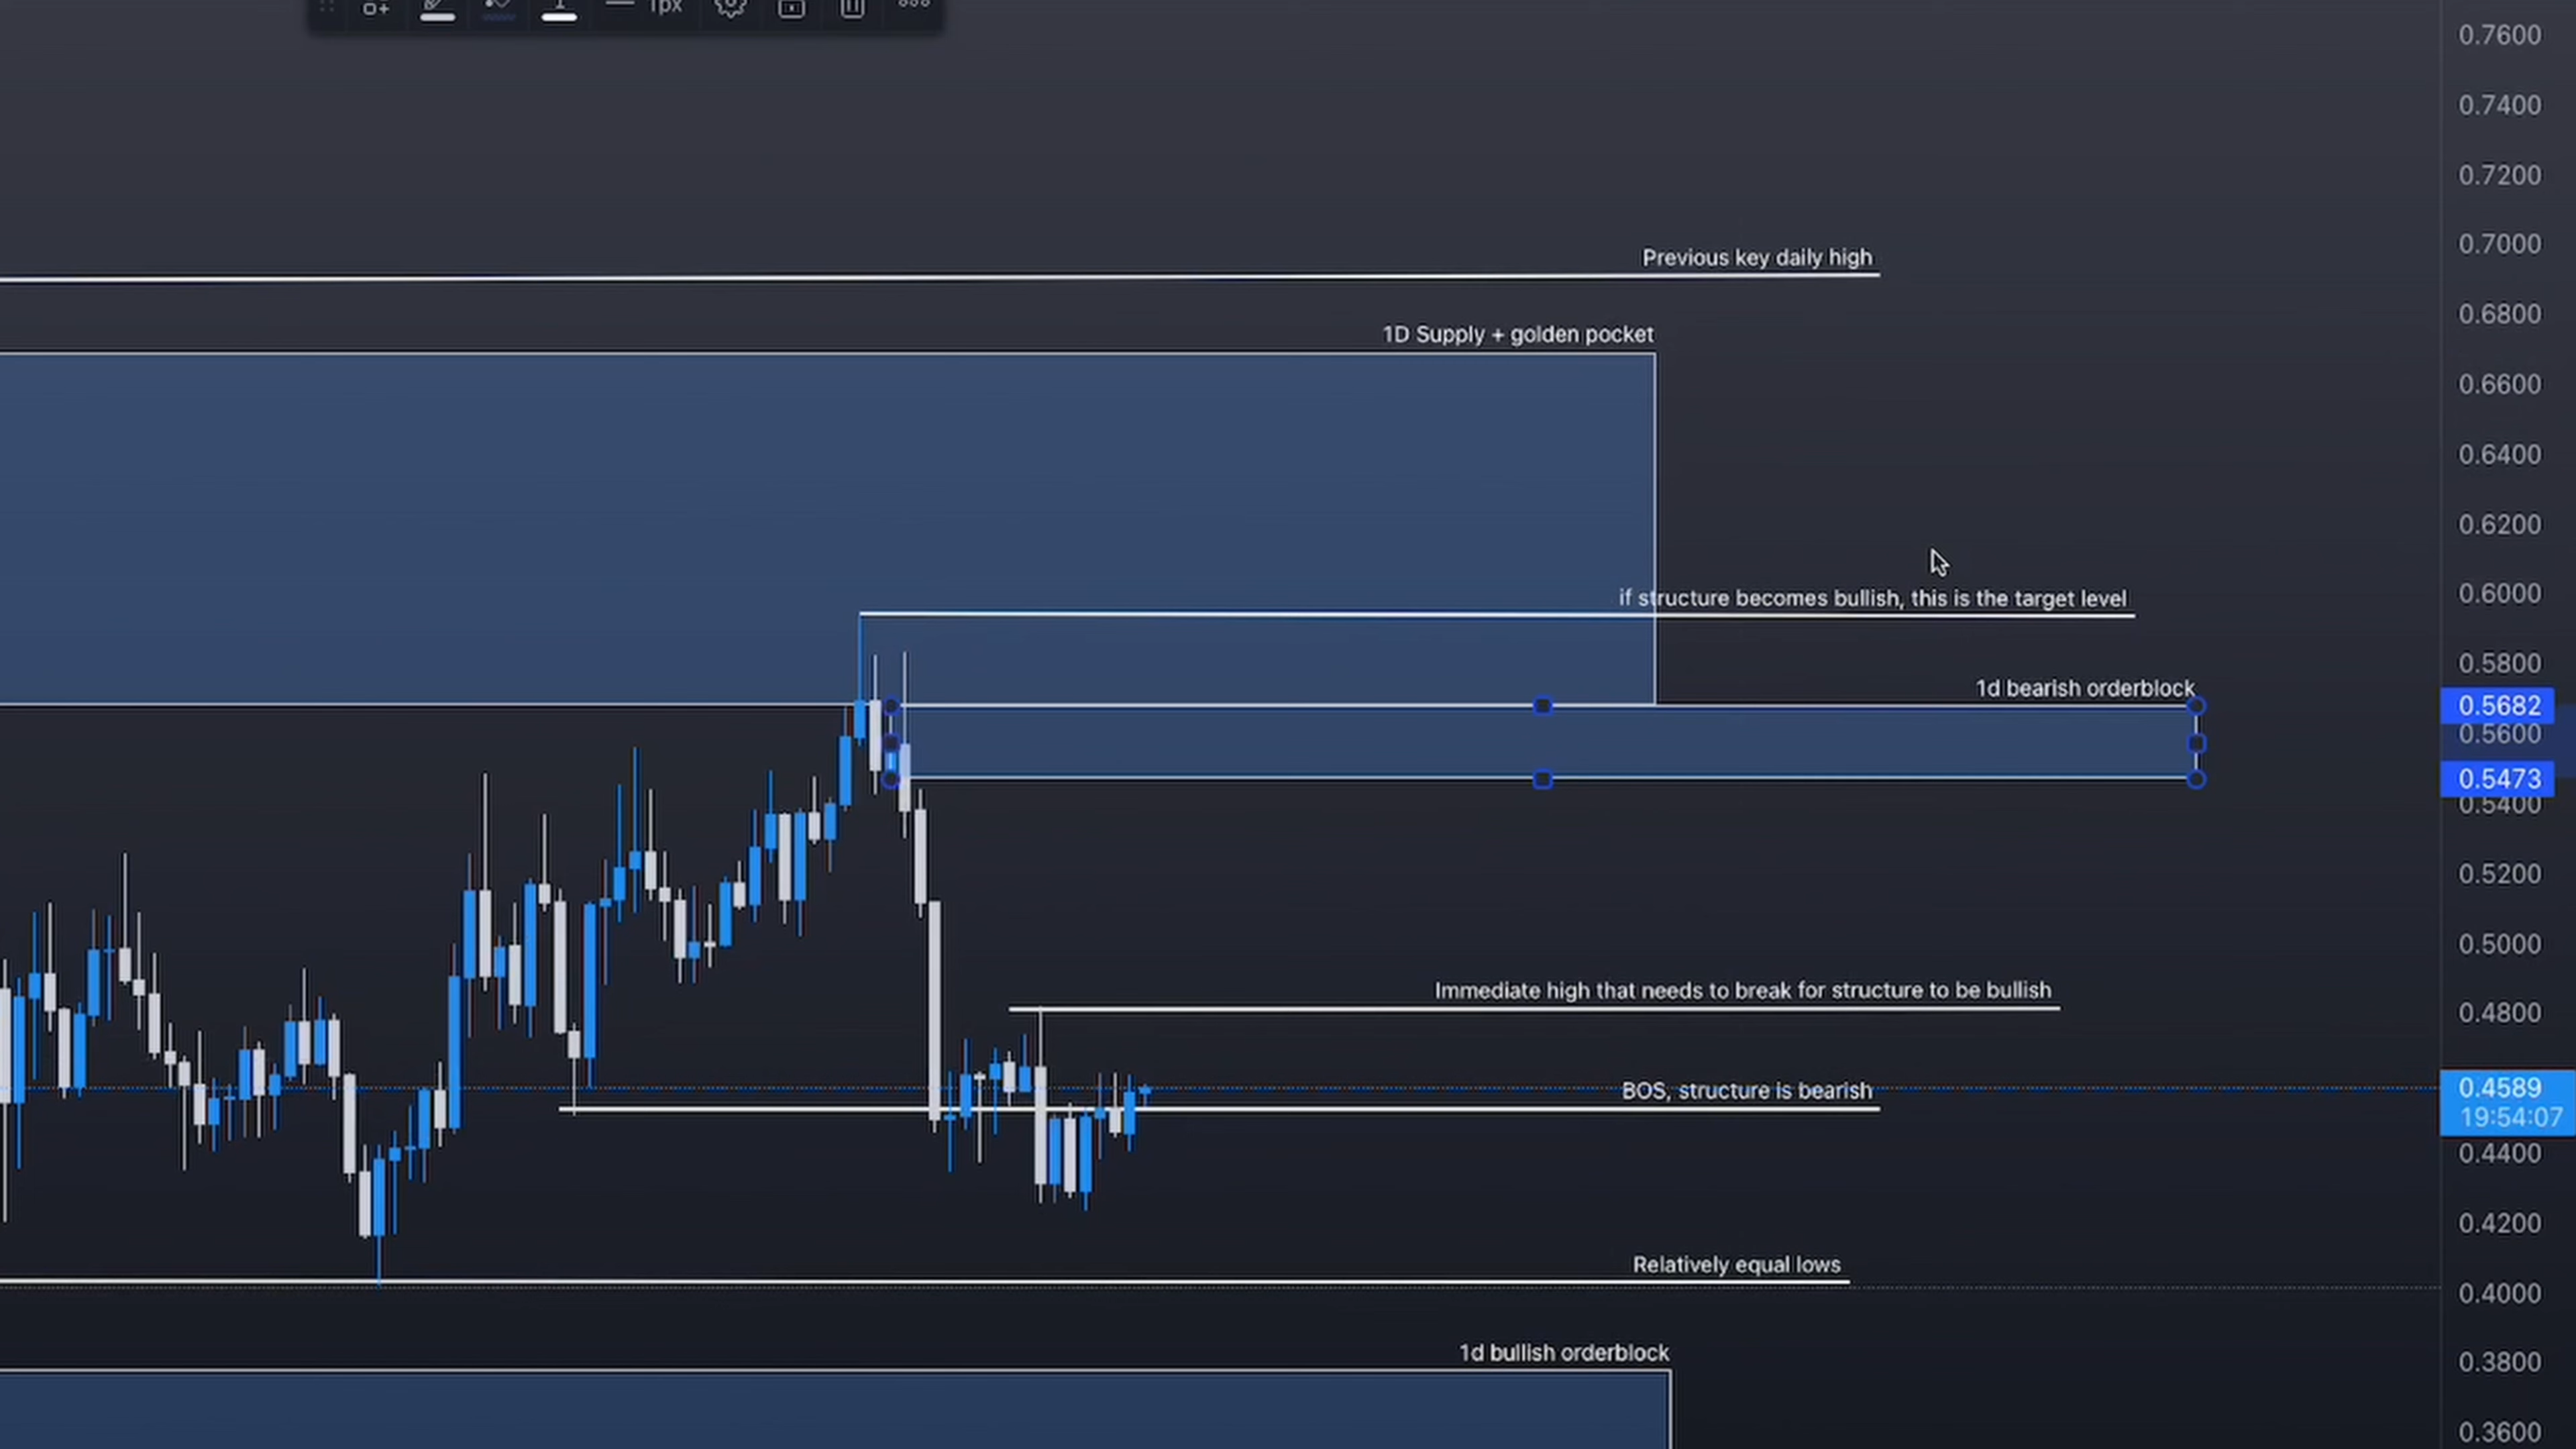 1px
0.7600
0.7400
0.7200
Previous key daily high
0.7000
1D Supply + golden pocket
0.6800
0.6600
0.6400
0.6200
if structure becomes bullish, this is the target level
0.6000
0.5800
1d bearish orderblock
0.5682
0.5600
0.5473
0.5400
0.5200
0.5000
Immediate high that needs to break for structure to be bullish
0.4800
BOS, structure is bearish
0.4589
19:54:07
0.4400
0.4200
Relatively equal lows
0.4000
1d bullish orderblock
0.3800
0.3600